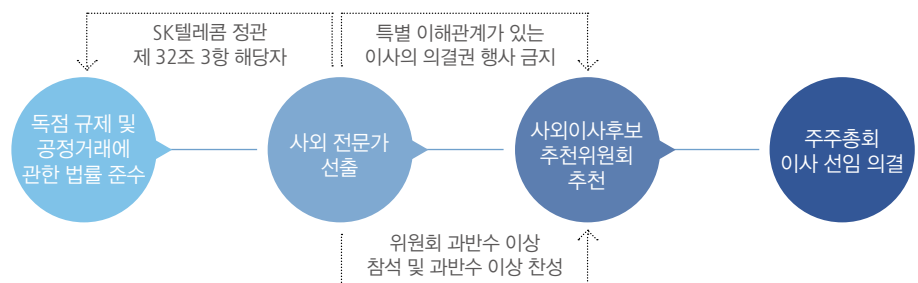 SK텔레콤 정관
제 32조 3항 해당자
특별 이해관계가 있는
이사의 의결권 행사 금지
독점 규제 및
공정거래에
관한 법률 준수
사외 전문가
선출
사외이사후보
추천위원회
추천
주주총회
이사 선임 의결
위원회 과반수 이상
참석 및 과반수 이상 찬성